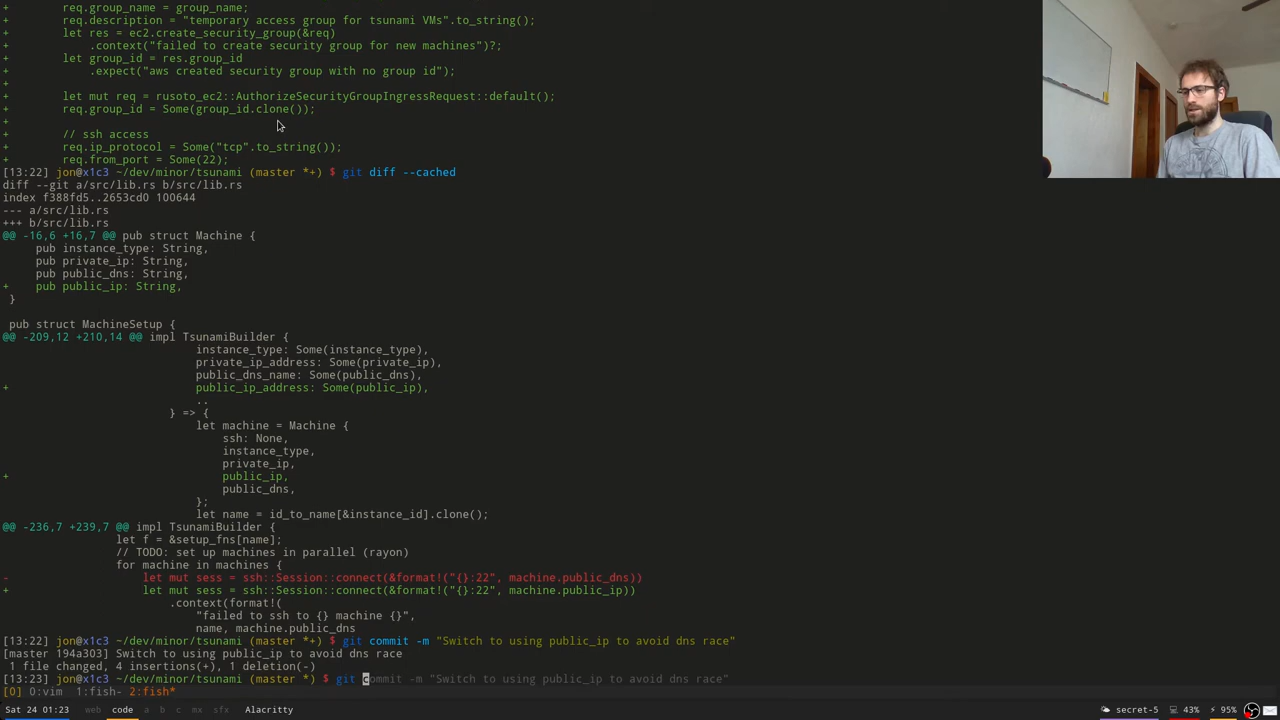 +        req.group_name = group_name;
+        req.description = "temporary access group for tsunami VMs".to_string();
+        let res = ec2.create_security_group(&req)
+            .context("failed to create security group for new machines")?;
+        let group_id = res.group_id
+            .expect("aws created security group with no group id");
+
+        let mut req = rusoto_ec2::AuthorizeSecurityGroupIngressRequest::default();
+        req.group_id = Some(group_id.clone());
+
+        // ssh access
+        req.ip_protocol = Some("tcp".to_string());
+        req.from_port = Some(22);
[13:22] jon@x1c3 ~/dev/minor/tsunami (master *+) $ git diff --cached
diff --git a/src/lib.rs b/src/lib.rs
index f388fd5..2653cd0 100644
--- a/src/lib.rs
+++ b/src/lib.rs
@@ -16,6 +16,7 @@ pub struct Machine {
     pub instance_type: String,
     pub private_ip: String,
     pub public_dns: String,
+    pub public_ip: String,
 }

 pub struct MachineSetup {
@@ -209,12 +210,14 @@ impl TsunamiBuilder {
                             instance_type: Some(instance_type),
                             private_ip_address: Some(private_ip),
                             public_dns_name: Some(public_dns),
+                            public_ip_address: Some(public_ip),
                             ..
                         } => {
                             let machine = Machine {
                                 ssh: None,
                                 instance_type,
                                 private_ip,
+                                public_ip,
                                 public_dns,
                             };
                             let name = id_to_name[&instance_id].clone();
@@ -236,7 +239,7 @@ impl TsunamiBuilder {
                 let f = &setup_fns[name];
                 // TODO: set up machines in parallel (rayon)
                 for machine in machines {
-                    let mut sess = ssh::Session::connect(&format!("{}:22", machine.public_dns))
+                    let mut sess = ssh::Session::connect(&format!("{}:22", machine.public_ip))
                         .context(format!(
                             "failed to ssh to {} machine {}",
                             name, machine.public_dns
[13:22] jon@x1c3 ~/dev/minor/tsunami (master *+) $ git commit -m "Switch to using public_ip to avoid dns race"
[master 194a303] Switch to using public_ip to avoid dns race
 1 file changed, 4 insertions(+), 1 deletion(-)
[13:23] jon@x1c3 ~/dev/minor/tsunami (master *) $ git commit -m "Switch to using public_ip to avoid dns race"
[0] 0:vim  1:fish- 2:fish*
Sat 24 01:23 web code a b c mx sfx Alacritty secret-5 43% 95%